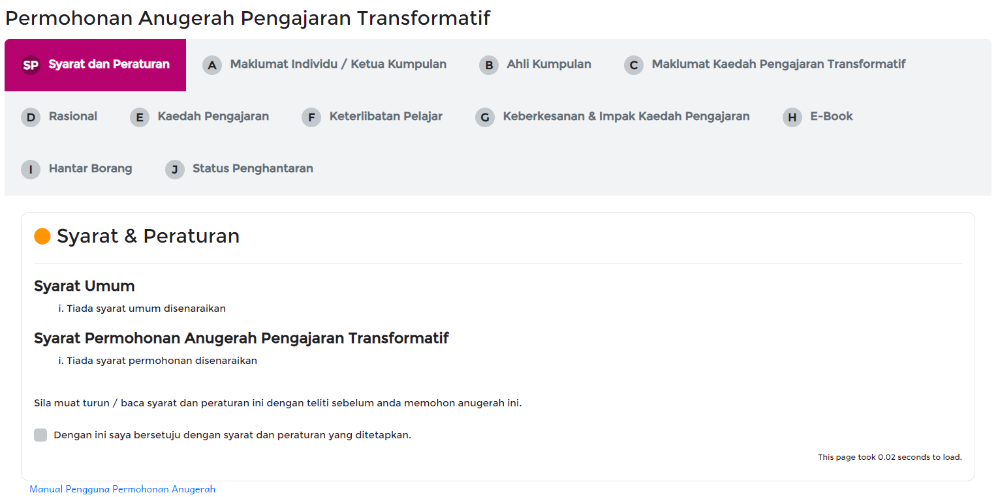 Permohonan Anugerah Pengajaran Transformatif
SP Syarat dan Peraturan A Maklumat Individu / Ketua Kumpulan B Ahli Kumpulan C Maklumat Kaedah Pengajaran Transformatif
D Rasional E Kaedah Pengajaran F Keterlibatan Pelajar G Keberkesanan & Impak Kaedah Pengajaran H E-Book
I Hantar Borang J Status Penghantaran
Syarat & Peraturan
Syarat Umum
i. Tiada syarat umum disenaraikan
Syarat Permohonan Anugerah Pengajaran Transformatif
i. Tiada syarat permohonan disenaraikan
Sila muat turun / baca syarat dan peraturan ini dengan teliti sebelum anda memohon anugerah ini.
Dengan ini saya bersetuju dengan syarat dan peraturan yang ditetapkan.
This page took 0.02 seconds to load.
Manual Pengguna Permohonan Anugerah